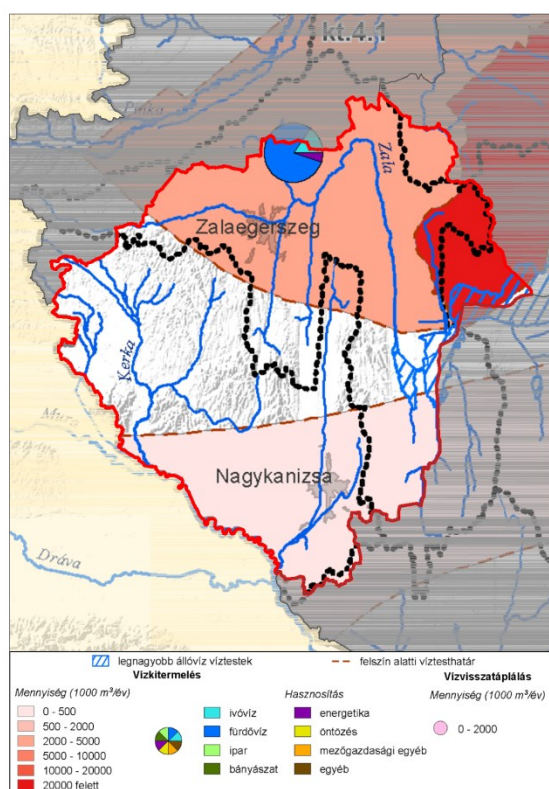 kt.4.1
Pinka
Zala
Zalaegerszeg
Kerka
Mura
Nagykanizsa
Dráva
legnagyobb állóvíz víztestek
felszín alatti víztesthatár
Vízkitermelés
Vízvisszatáplálás
Mennyiség (1000 m³/év)
Hasznosítás
Mennyiség (1000 m³/év)
0 - 500
500 - 2000
2000 - 5000
5000 - 10000
10000 - 20000
20000 felett
ivóvíz
fürdővíz
ipar
bányászat
energetika
öntözés
mezőgazdasági egyéb
egyéb
0 - 2000